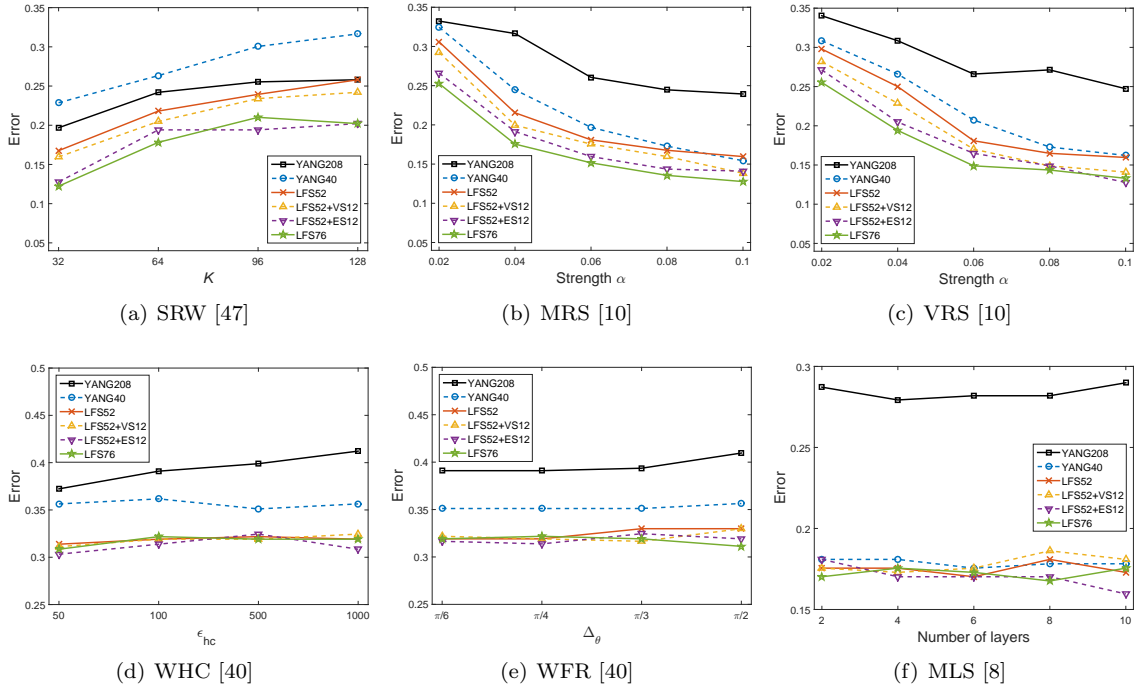 0.35
0.3
0.25
0.2
0.15
0.1
0.05
Error
32
64
96
128
K
YANG208
YANG40
LFS52
LFS52+VS12
LFS52+ES12
LFS76
(a) SRW [47]
0.35
0.3
0.25
0.2
0.15
0.1
0.05
Error
0.02
0.04
0.06
0.08
0.1
Strength α
YANG208
YANG40
LFS52
LFS52+VS12
LFS52+ES12
LFS76
(b) MRS [10]
0.35
0.3
0.25
0.2
0.15
0.1
0.05
Error
0.02
0.04
0.06
0.08
0.1
Strength α
YANG208
YANG40
LFS52
LFS52+VS12
LFS52+ES12
LFS76
(c) VRS [10]
0.5
0.45
0.4
0.35
0.3
0.25
Error
50
100
500
1000
ϵhc
YANG208
YANG40
LFS52
LFS52+VS12
LFS52+ES12
LFS76
(d) WHC [40]
0.5
0.45
0.4
0.35
0.3
0.25
Error
π/6
π/4
π/3
π/2
Δθ
YANG208
YANG40
LFS52
LFS52+VS12
LFS52+ES12
LFS76
(e) WFR [40]
0.3
0.25
0.2
0.15
Error
2
4
6
8
10
Number of layers
YANG208
YANG40
LFS52
LFS52+VS12
LFS52+ES12
LFS76
(f) MLS [8]